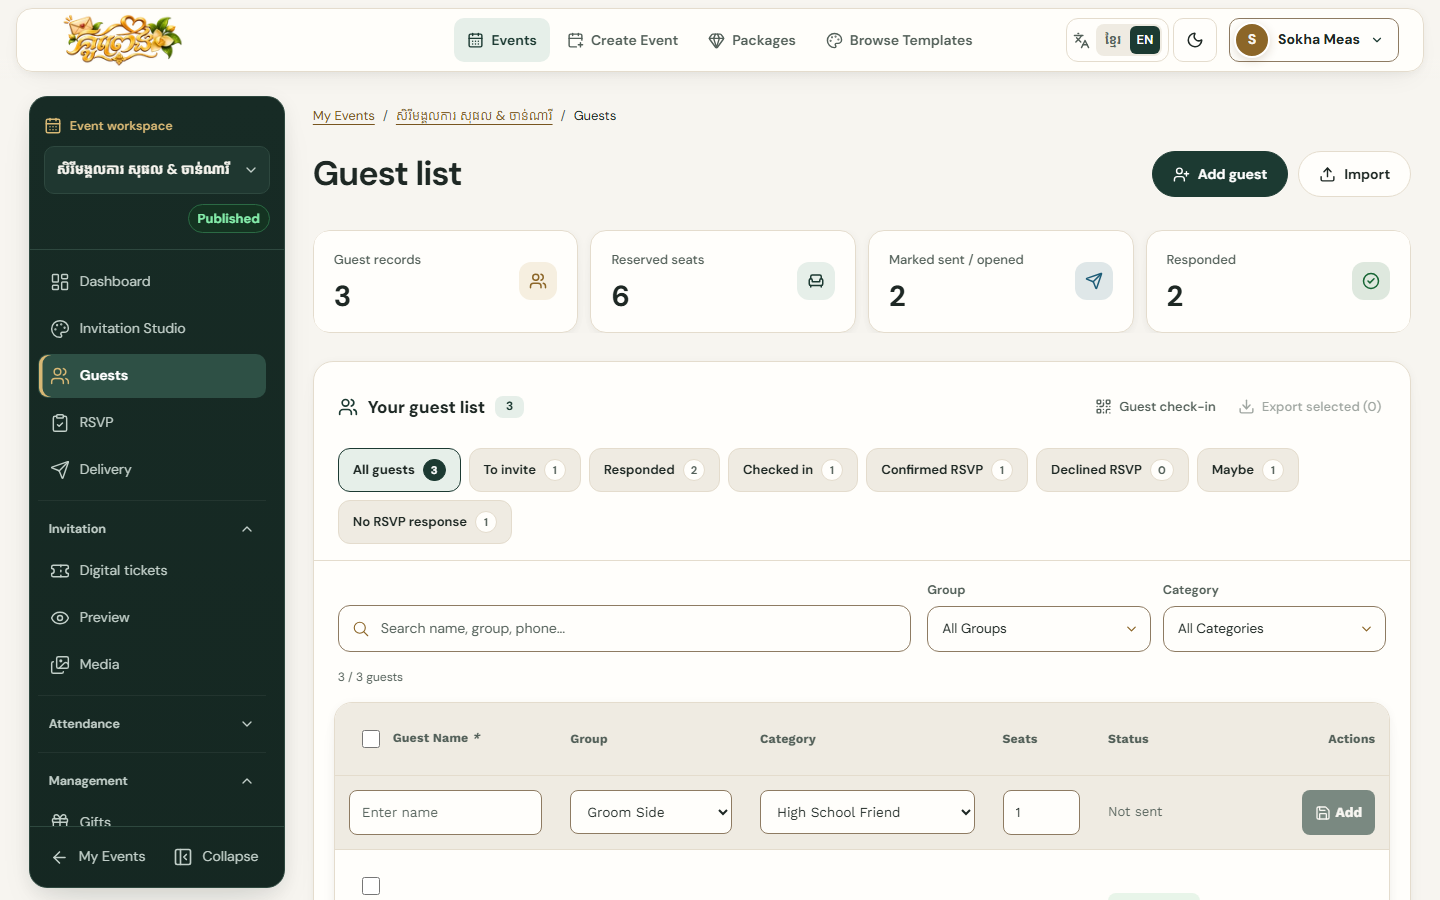 គូព្រេង
Events
Create Event
Packages
Browse Templates
ខ្មែរ
EN
S
Sokha Meas
Event workspace
សិរីមង្គលការ សុផល & ចាន់ណារី
Published
Dashboard
Invitation Studio
Guests
RSVP
Delivery
Invitation
Digital tickets
Preview
Media
Attendance
Management
Gifts
My Events
Collapse
My Events / សិរីមង្គលការ សុផល & ចាន់ណារី / Guests
Guest list
Add guest
Import
Guest records
3
Reserved seats
6
Marked sent / opened
2
Responded
2
Your guest list 3
Guest check-in
Export selected (0)
All guests 3
To invite 1
Responded 2
Checked in 1
Confirmed RSVP 1
Declined RSVP 0
Maybe 1
No RSVP response 1
Search name, group, phone...
Group
All Groups
Category
All Categories
3 / 3 guests
Guest Name * Group Category Seats Status Actions
Enter name Groom Side High School Friend 1 Not sent Add